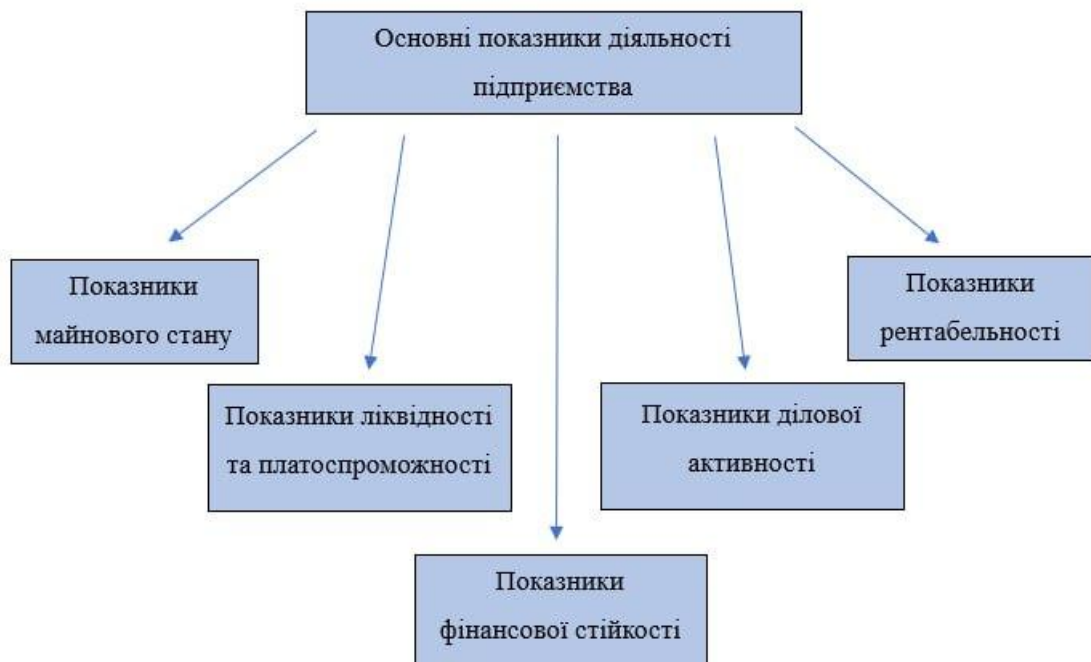 Основні показники діяльності
підприємства
Показники
майнового стану
Показники
рентабельності
Показники ліквідності
та платоспроможності
Показники ділової
активності
Показники
фінансової стійкості